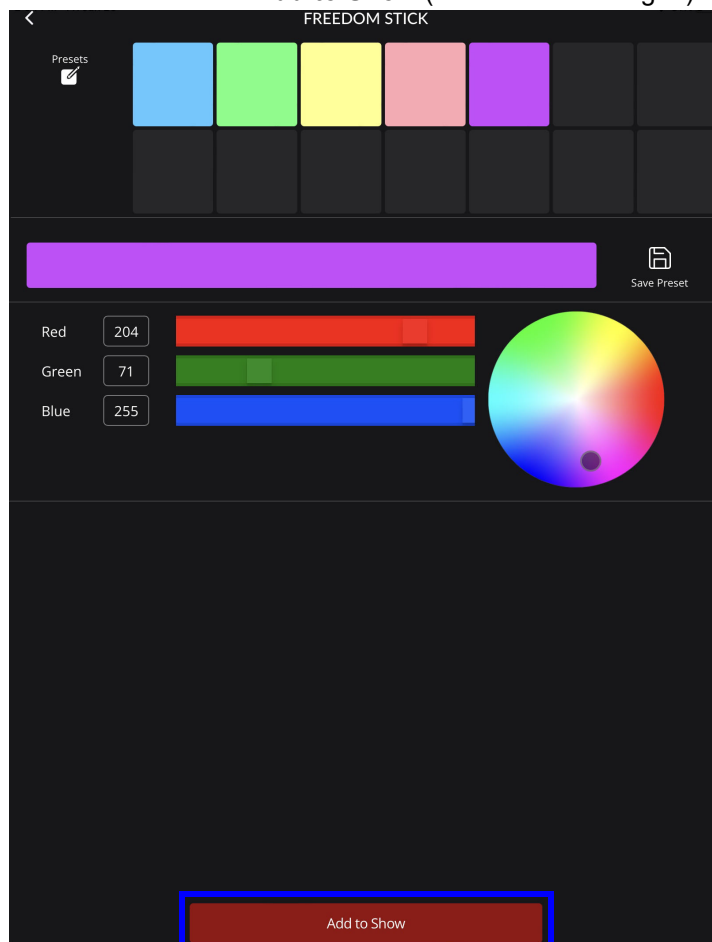 FREEDOM STICK
Presets
Save Preset
Red 204
Green 71
Blue 255
Add to Show